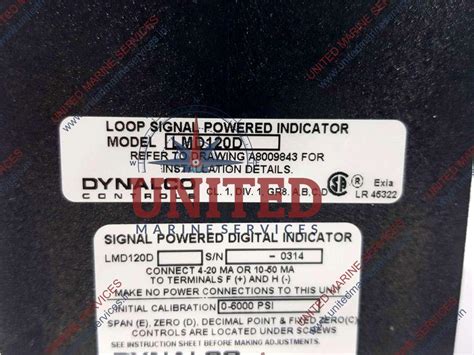 LOOP SIGNAL POWERED INDICATOR
MODEL LMD120D
REFER TO DRAWING A8009843 FOR
INSTALLATION DETAILS.
DYNALCO
CONTROLS
CL. 1, DIV. 1, GR8. A,B,C,D
Exia
LR 45322
UNITED
MARINE SERVICES
SIGNAL POWERED DIGITAL INDICATOR
LMD120D S/N - 0314
CONNECT 4-20 MA OR 10-50 MA
TO TERMINALS F (+) AND H (-)
MAKE NO POWER CONNECTIONS TO THIS UNIT
INITIAL CALIBRATION 0-6000 PSI
SPAN (E), ZERO (D), DECIMAL POINT & FIXED ZERO(C)
CONTROLS ARE LOCATED UNDER SCREWS
SEE INSTRUCTION SHEET BEFORE MAKING ADJUSTMENTS.
DYNALCO